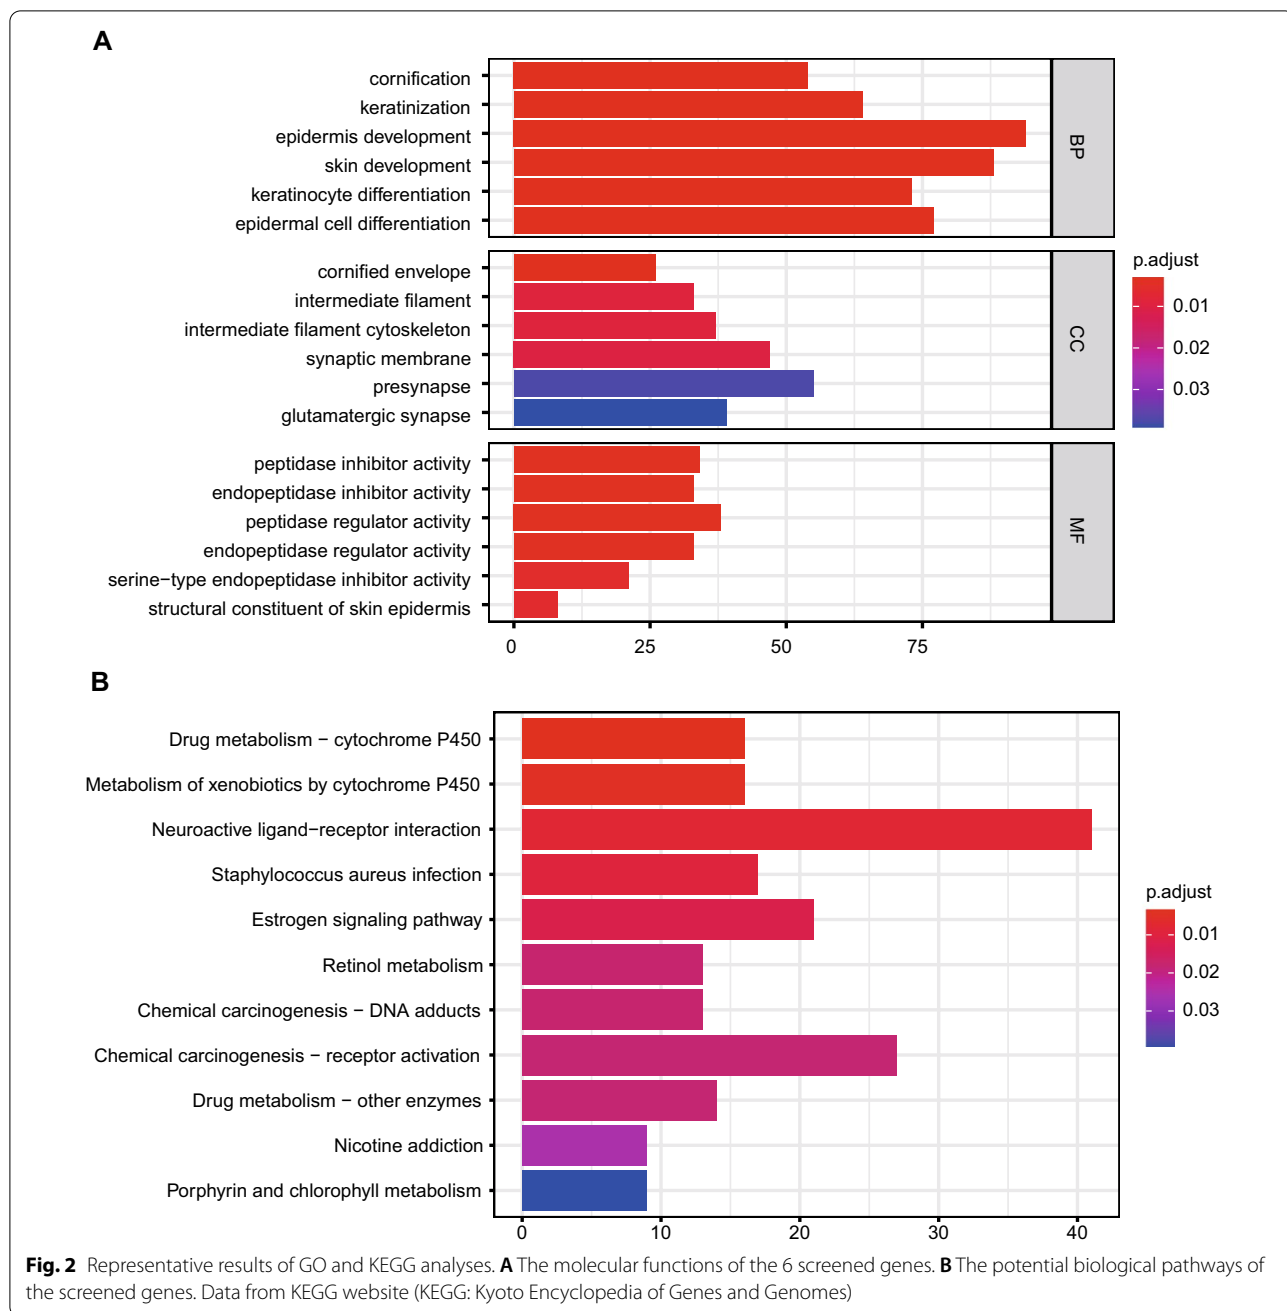 A
cornification
keratinization
epidermis development
skin development
keratinocyte differentiation
epidermal cell differentiation
BP
cornified envelope
intermediate filament
intermediate filament cytoskeleton
synaptic membrane
presynapse
glutamatergic synapse
CC
peptidase inhibitor activity
endopeptidase inhibitor activity
peptidase regulator activity
endopeptidase regulator activity
serine−type endopeptidase inhibitor activity
structural constituent of skin epidermis
MF
0 25 50 75
p.adjust
0.01
0.02
0.03
B
Drug metabolism − cytochrome P450
Metabolism of xenobiotics by cytochrome P450
Neuroactive ligand−receptor interaction
Staphylococcus aureus infection
Estrogen signaling pathway
Retinol metabolism
Chemical carcinogenesis − DNA adducts
Chemical carcinogenesis − receptor activation
Drug metabolism − other enzymes
Nicotine addiction
Porphyrin and chlorophyll metabolism
0 10 20 30 40
p.adjust
0.01
0.02
0.03
Fig. 2 Representative results of GO and KEGG analyses. A The molecular functions of the 6 screened genes. B The potential biological pathways of
the screened genes. Data from KEGG website (KEGG: Kyoto Encyclopedia of Genes and Genomes)